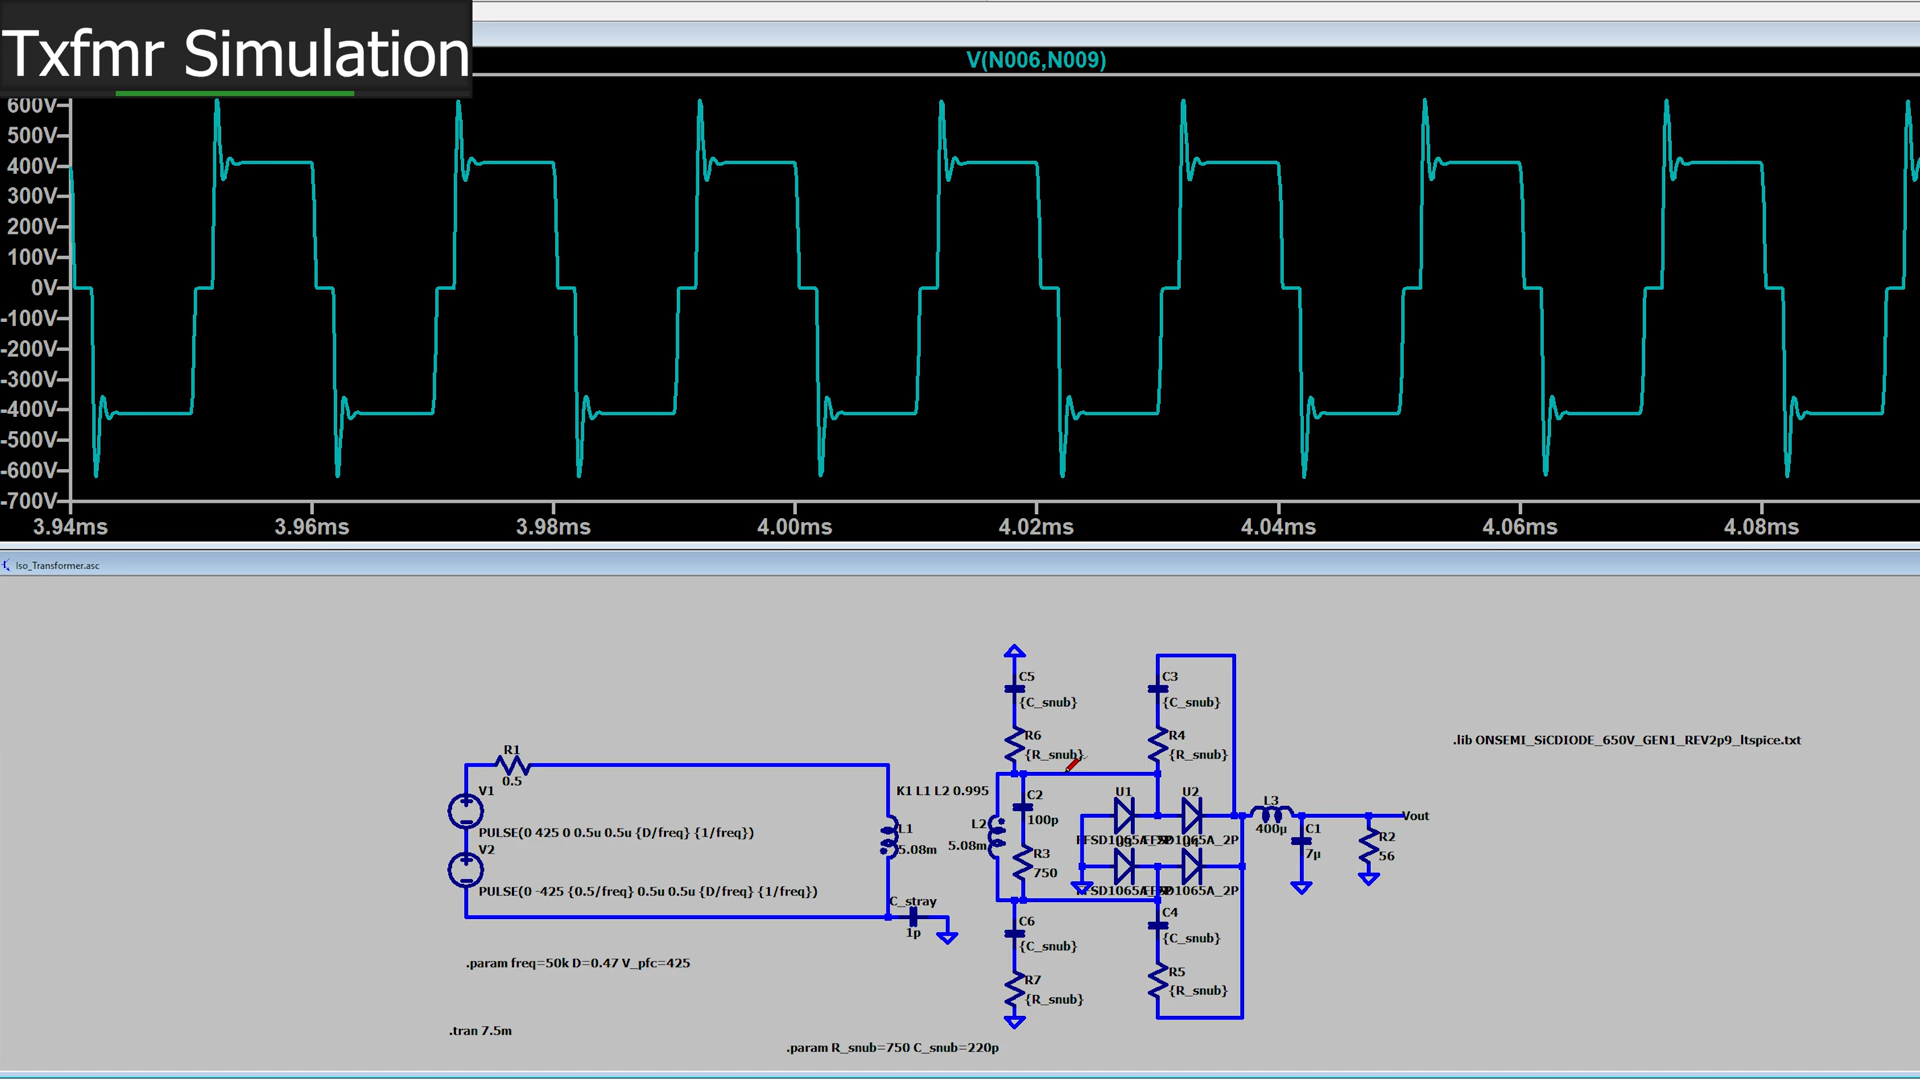 Txfmr Simulation
V(N006,N009)
600V
500V
400V
300V
200V
100V
0V
-100V
-200V
-300V
-400V
-500V
-600V
-700V
3.94ms 3.96ms 3.98ms 4.00ms 4.02ms 4.04ms 4.06ms 4.08ms
Iso_Transformer.asc
C5
{C_snub}
C3
{C_snub}
R6
{R_snub}
R4
{R_snub}
.lib ONSEMI_SiCDIODE_650V_GEN1_REV2p9_ltspice.txt
R1
0.5
V1
PULSE(0 425 0 0.5u 0.5u {D/freq} {1/freq})
V2
PULSE(0 -425 {0.5/freq} 0.5u 0.5u {D/freq} {1/freq})
K1 L1 L2 0.995
L1
5.08m
L2
5.08m
C2
100p
R3
750
U1
U2
L3
400µ
C1
7µ
Vout
R2
56
C_stray
1p
C6
{C_snub}
C4
{C_snub}
R7
{R_snub}
R5
{R_snub}
.param freq=50k D=0.47 V_pfc=425
.tran 7.5m
.param R_snub=750 C_snub=220p